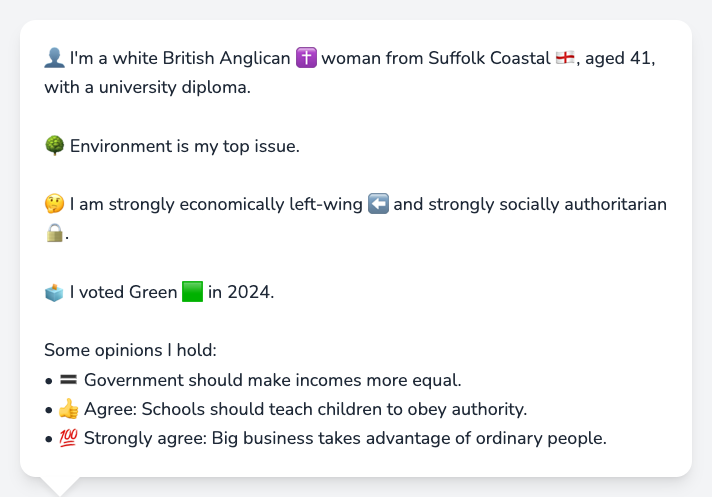 👤 I'm a white British Anglican ✝️ woman from Suffolk Coastal 🏴󠁧󠁢󠁥󠁮󠁧󠁿, aged 41,
with a university diploma.
🌳 Environment is my top issue.
🤔 I am strongly economically left-wing ⬅️ and strongly socially authoritarian
🔒.
🗳️ I voted Green 🟩 in 2024.
Some opinions I hold:
• 🟰 Government should make incomes more equal.
• 👍 Agree: Schools should teach children to obey authority.
• 💯 Strongly agree: Big business takes advantage of ordinary people.